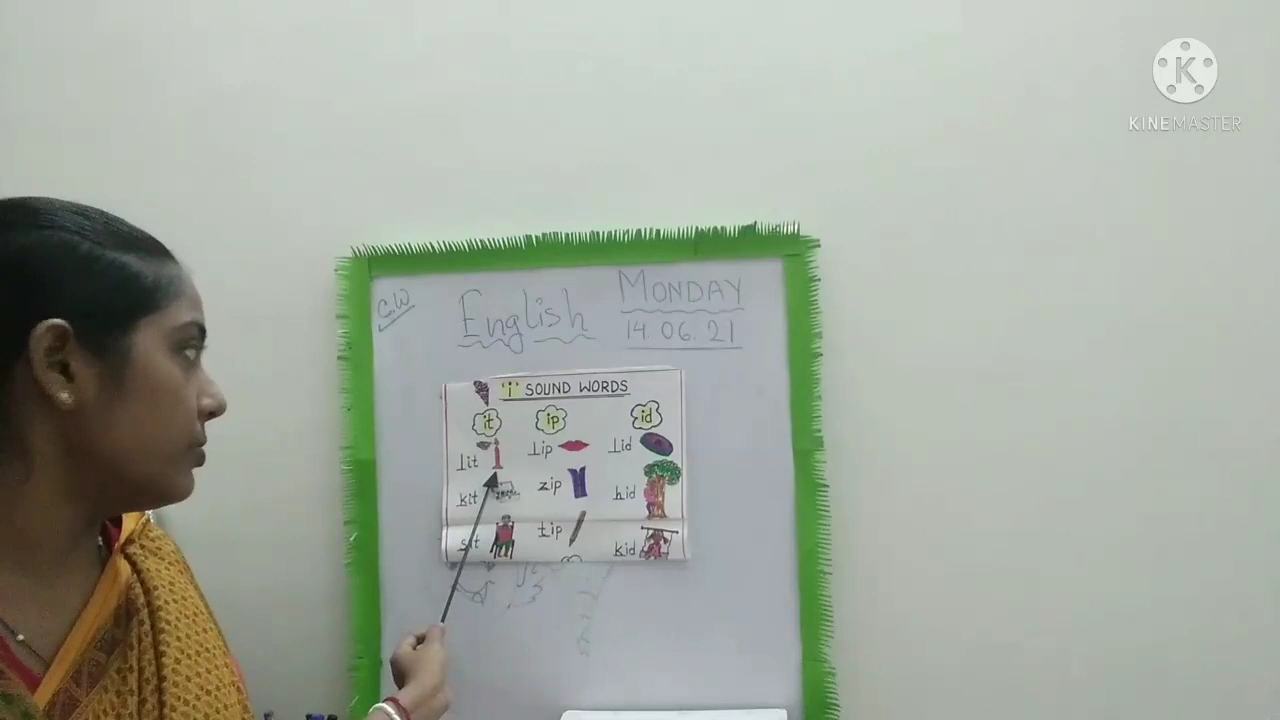 C.W
English
MONDAY
14.06.21
'i' SOUND WORDS
it ip id
lit lip lid
kit zip hid
sit tip kid
K
KINEMASTER